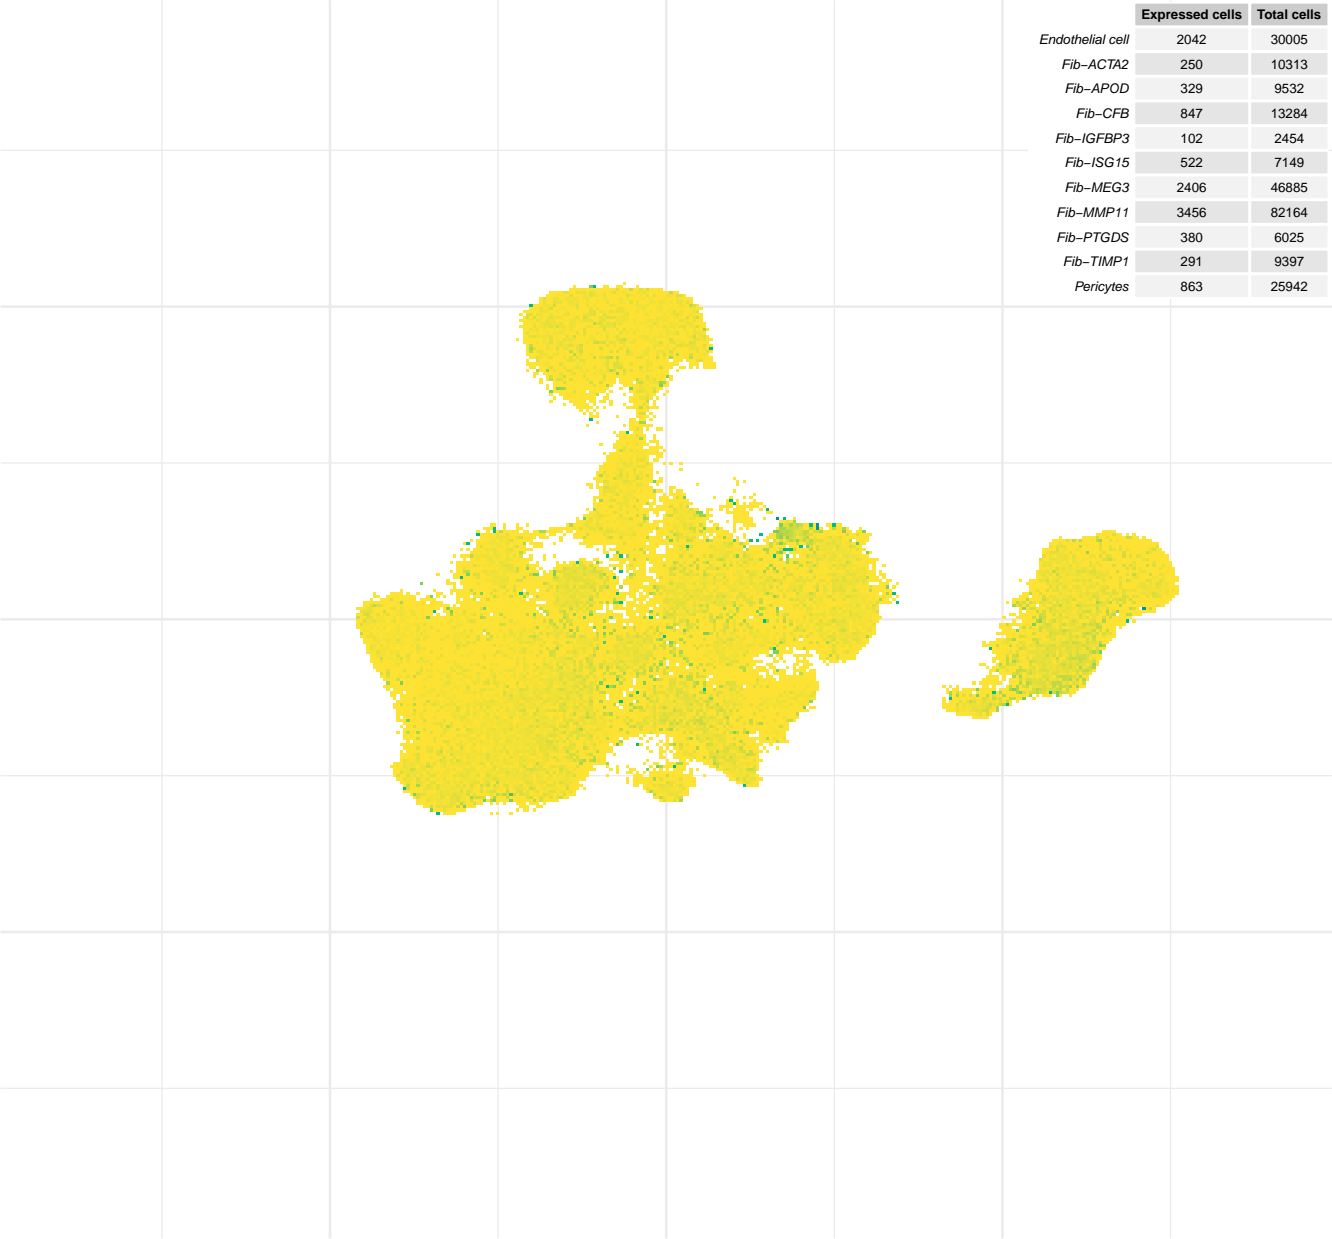 Expressed cells Total cells
Endothelial cell 2042 30005
Fib−ACTA2 250 10313
Fib−APOD 329 9532
Fib−CFB 847 13284
Fib−IGFBP3 102 2454
Fib−ISG15 522 7149
Fib−MEG3 2406 46885
Fib−MMP11 3456 82164
Fib−PTGDS 380 6025
Fib−TIMP1 291 9397
Pericytes 863 25942